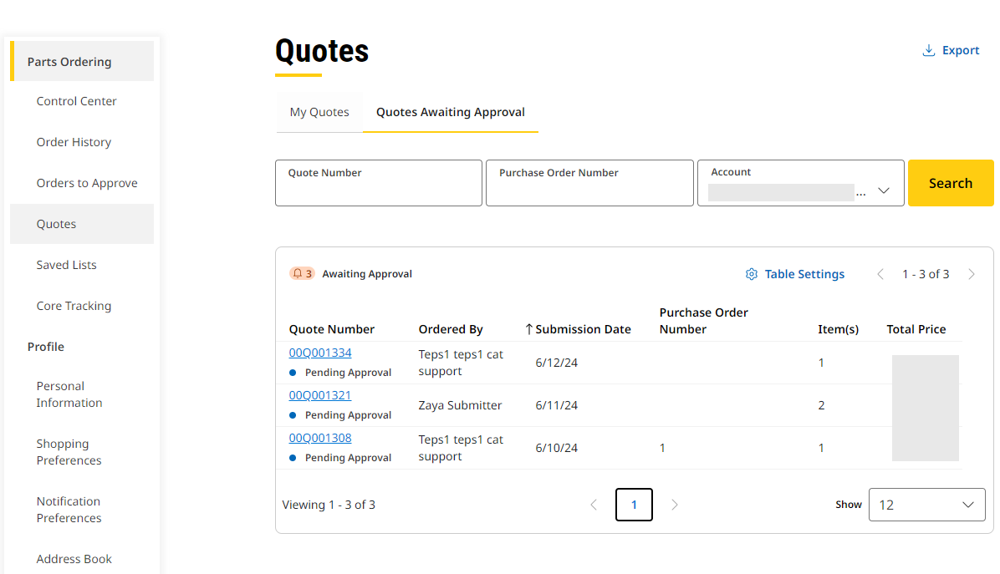 Parts Ordering
Control Center
Order History
Orders to Approve
Quotes
Saved Lists
Core Tracking
Profile
Personal
Information
Shopping
Preferences
Notification
Preferences
Address Book
Quotes
Export
My Quotes
Quotes Awaiting Approval
Quote Number
Purchase Order Number
Account
...
Search
3 Awaiting Approval
Table Settings
1 - 3 of 3
Quote Number Ordered By ↑ Submission Date Purchase Order
Number Item(s) Total Price
00Q001334
Pending Approval
Teps1 teps1 cat
support
6/12/24
1
00Q001321
Pending Approval
Zaya Submitter
6/11/24
2
00Q001308
Pending Approval
Teps1 teps1 cat
support
6/10/24
1
1
Viewing 1 - 3 of 3
1
Show
12